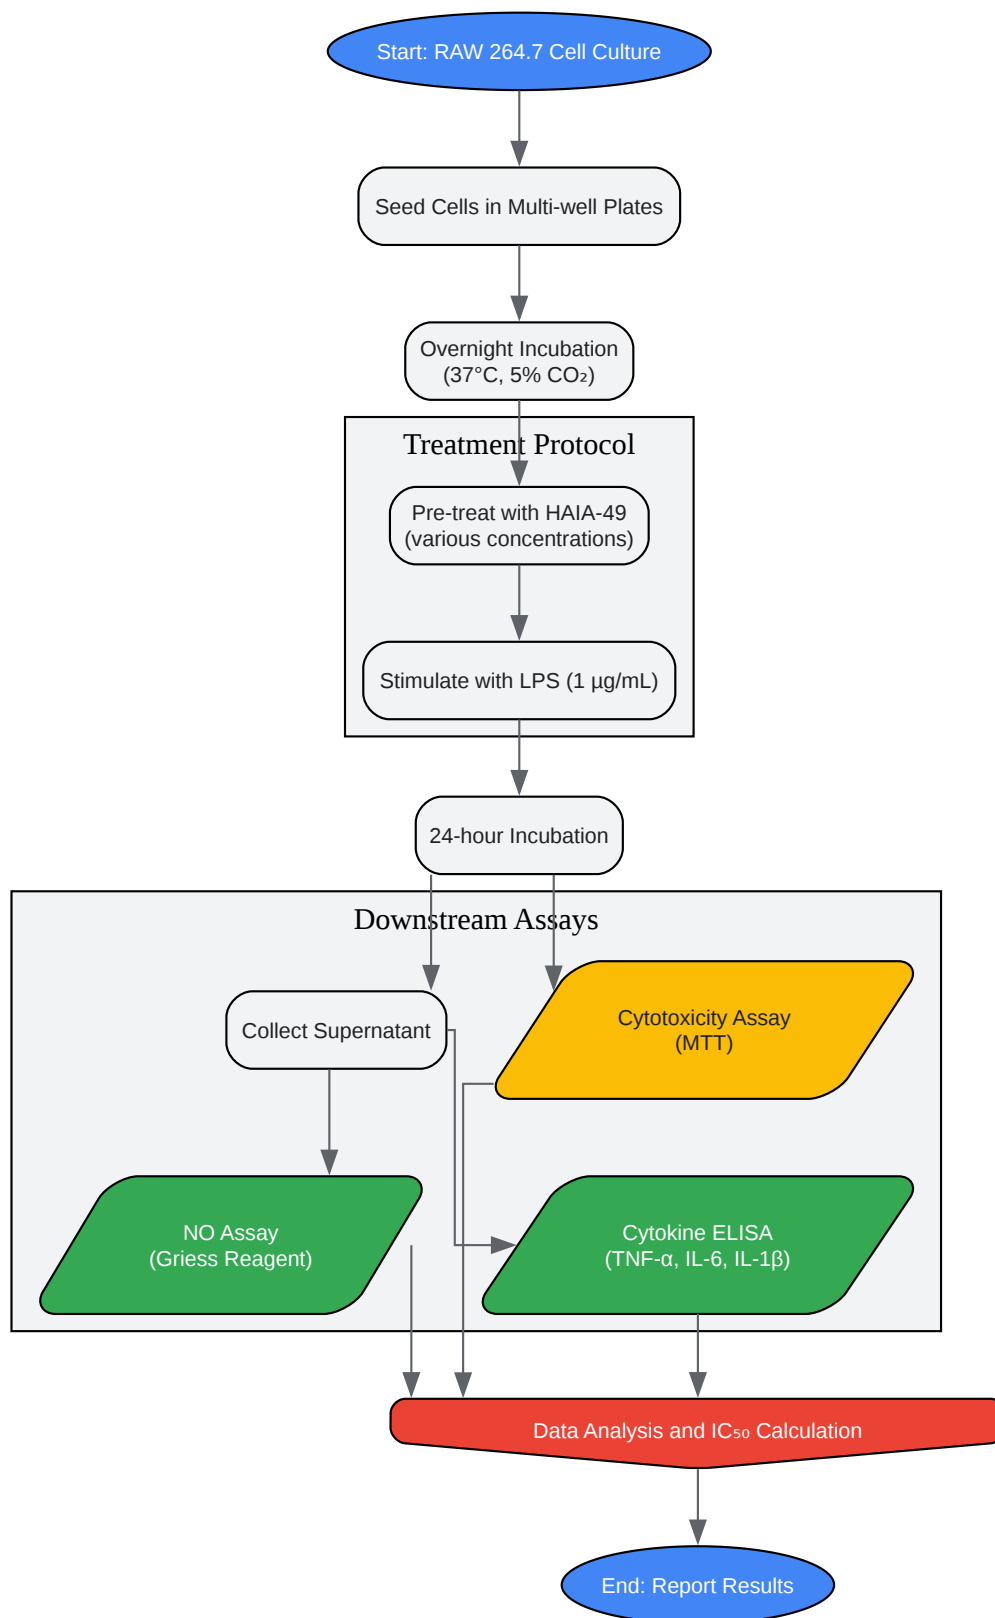 Start: RAW 264.7 Cell Culture
Seed Cells in Multi-well Plates
Overnight Incubation
(37°C, 5% CO₂)
Treatment Protocol
Pre-treat with HAIA-49
(various concentrations)
Stimulate with LPS (1 µg/mL)
24-hour Incubation
Downstream Assays
Collect Supernatant
Cytotoxicity Assay
(MTT)
NO Assay
(Griess Reagent)
Cytokine ELISA
(TNF-α, IL-6, IL-1β)
Data Analysis and IC₅₀ Calculation
End: Report Results